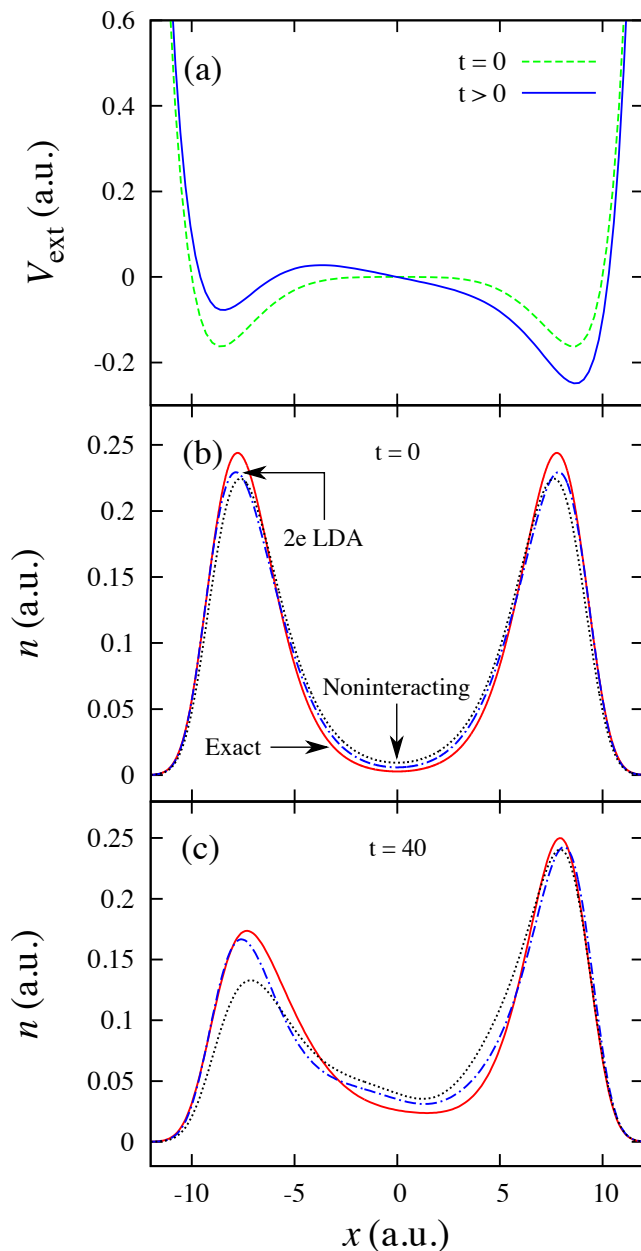 0.6
(a)
t = 0
t > 0
0.4
0.2
0
-0.2
V_ext (a.u.)
(b)
t = 0
0.25
0.2
0.15
0.1
0.05
0
n (a.u.)
2e LDA
Noninteracting
Exact
(c)
t = 40
0.25
0.2
0.15
0.1
0.05
0
n (a.u.)
-10 -5 0 5 10
x (a.u.)